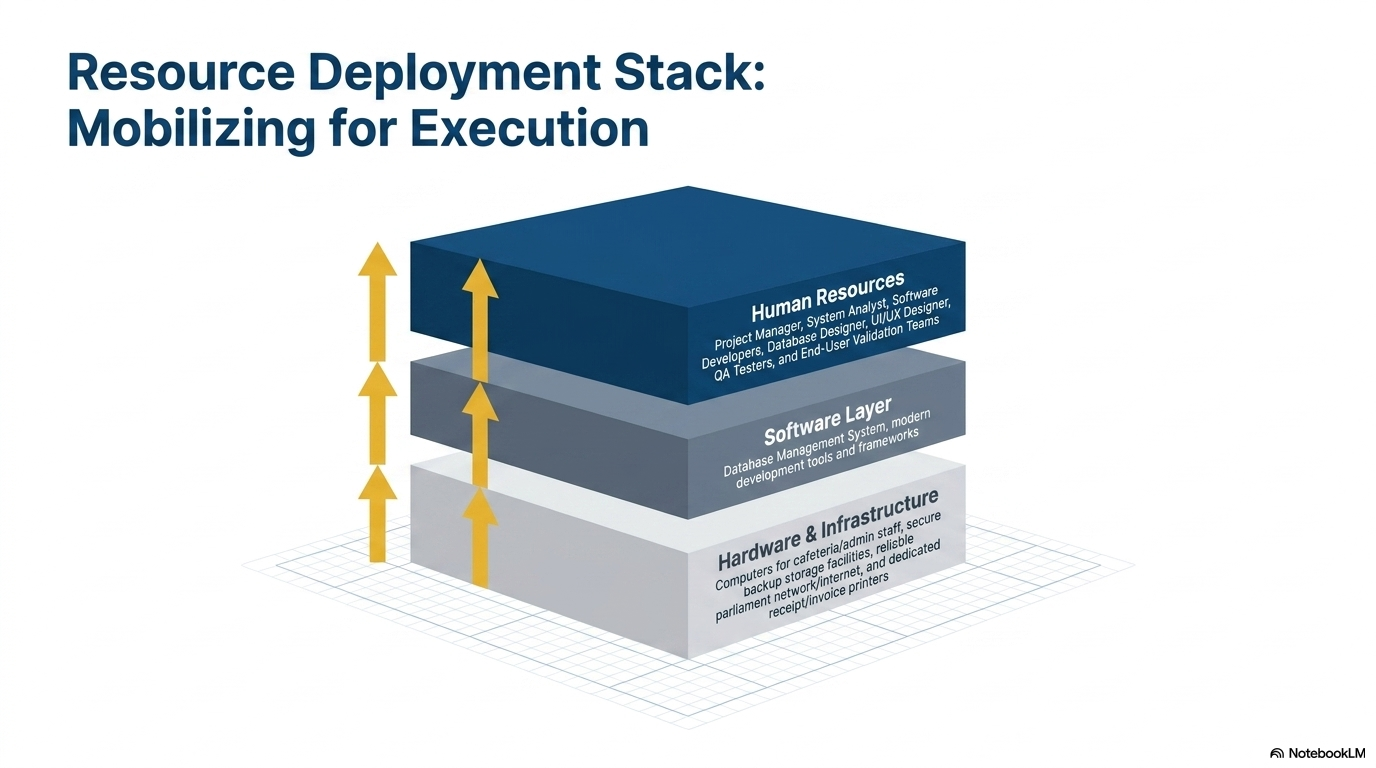 Resource Deployment Stack:
Mobilizing for Execution
Human Resources
Project Manager, System Analyst, Software
Developers, Database Designer, UI/UX Designer,
QA Testers, and End-User Validation Teams
Software Layer
Datahase Management System, modern
development tools and frameworks
Hardware & Infrastructure
Computers for cafeteria/admin staff, secure
backup storage facilities, relisble
parliament network/internet, and dedicated
receipt/invoice printers
NotebookLM